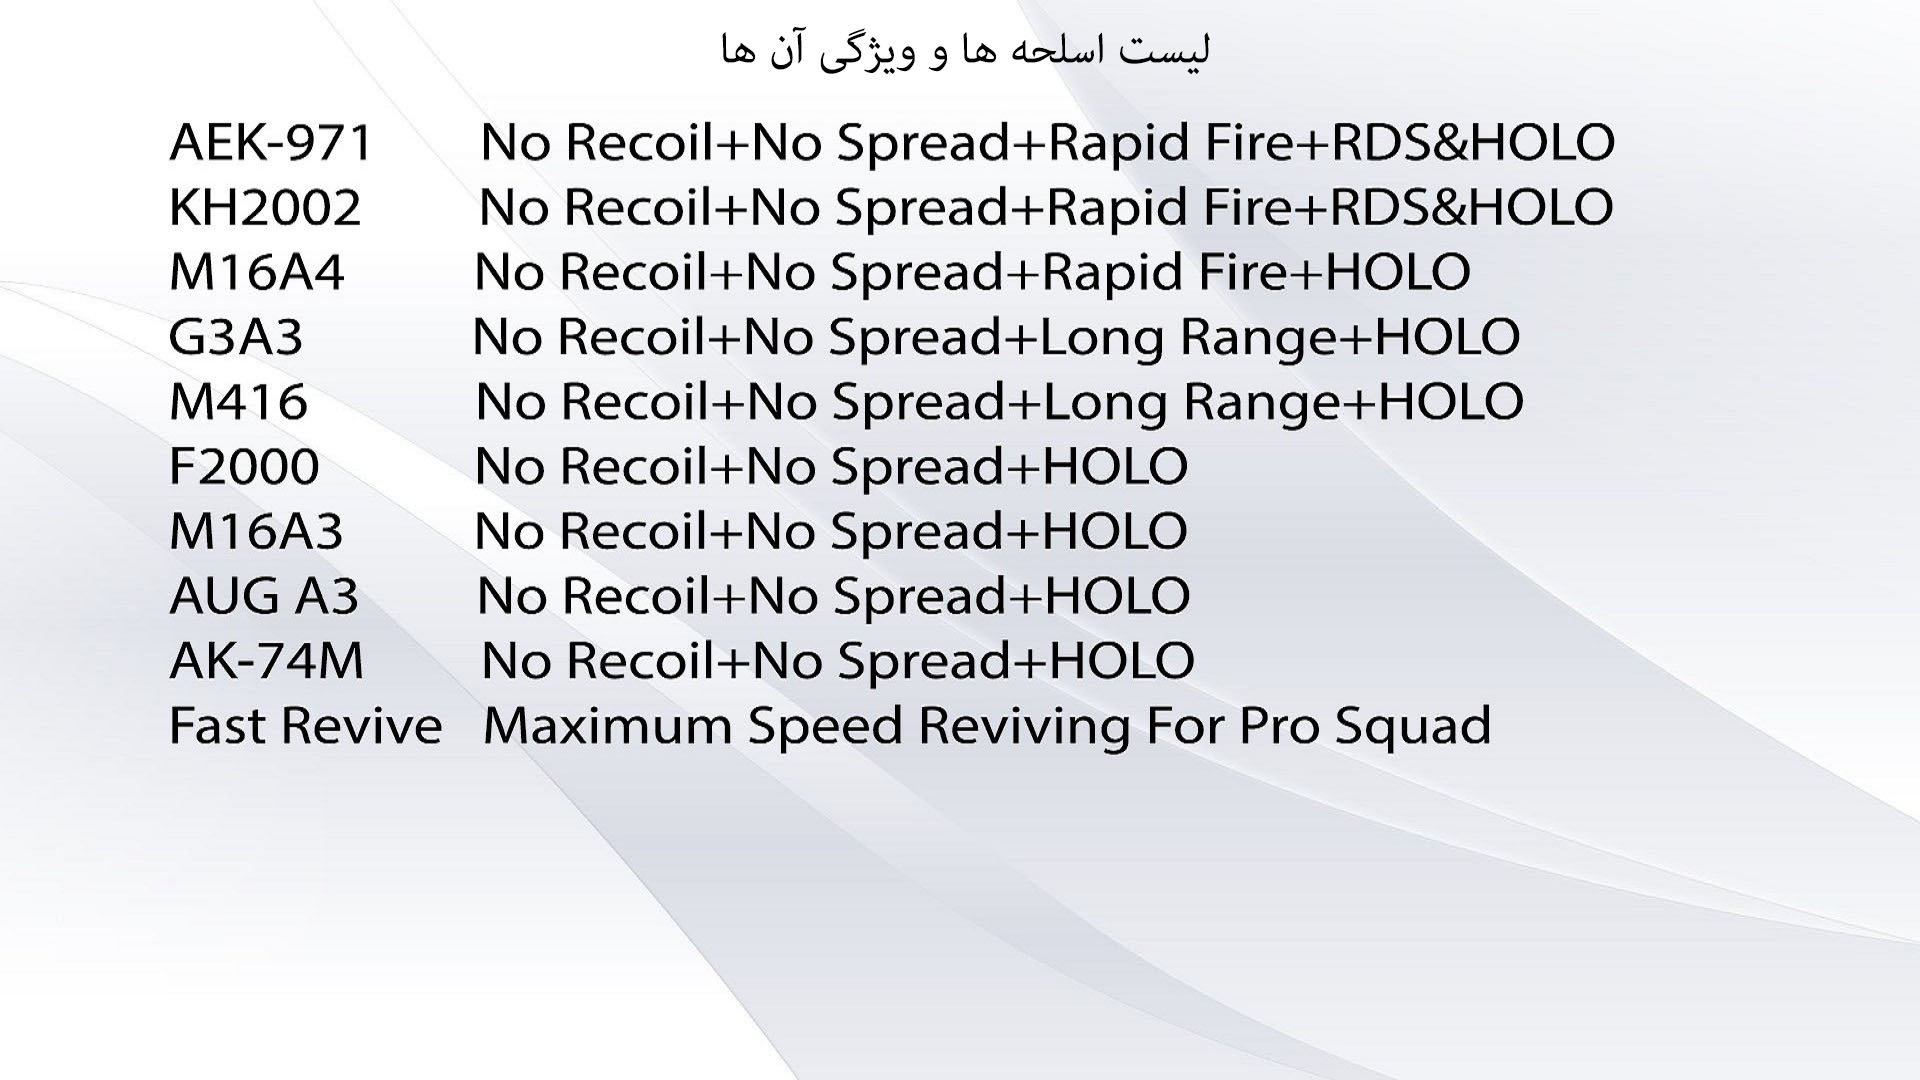 لیست اسلحه ها و ویژگی آن ها
AEK-971 No Recoil+No Spread+Rapid Fire+RDS&HOLO
KH2002 No Recoil+No Spread+Rapid Fire+RDS&HOLO
M16A4 No Recoil+No Spread+Rapid Fire+HOLO
G3A3 No Recoil+No Spread+Long Range+HOLO
M416 No Recoil+No Spread+Long Range+HOLO
F2000 No Recoil+No Spread+HOLO
M16A3 No Recoil+No Spread+HOLO
AUG A3 No Recoil+No Spread+HOLO
AK-74M No Recoil+No Spread+HOLO
Fast Revive Maximum Speed Reviving For Pro Squad